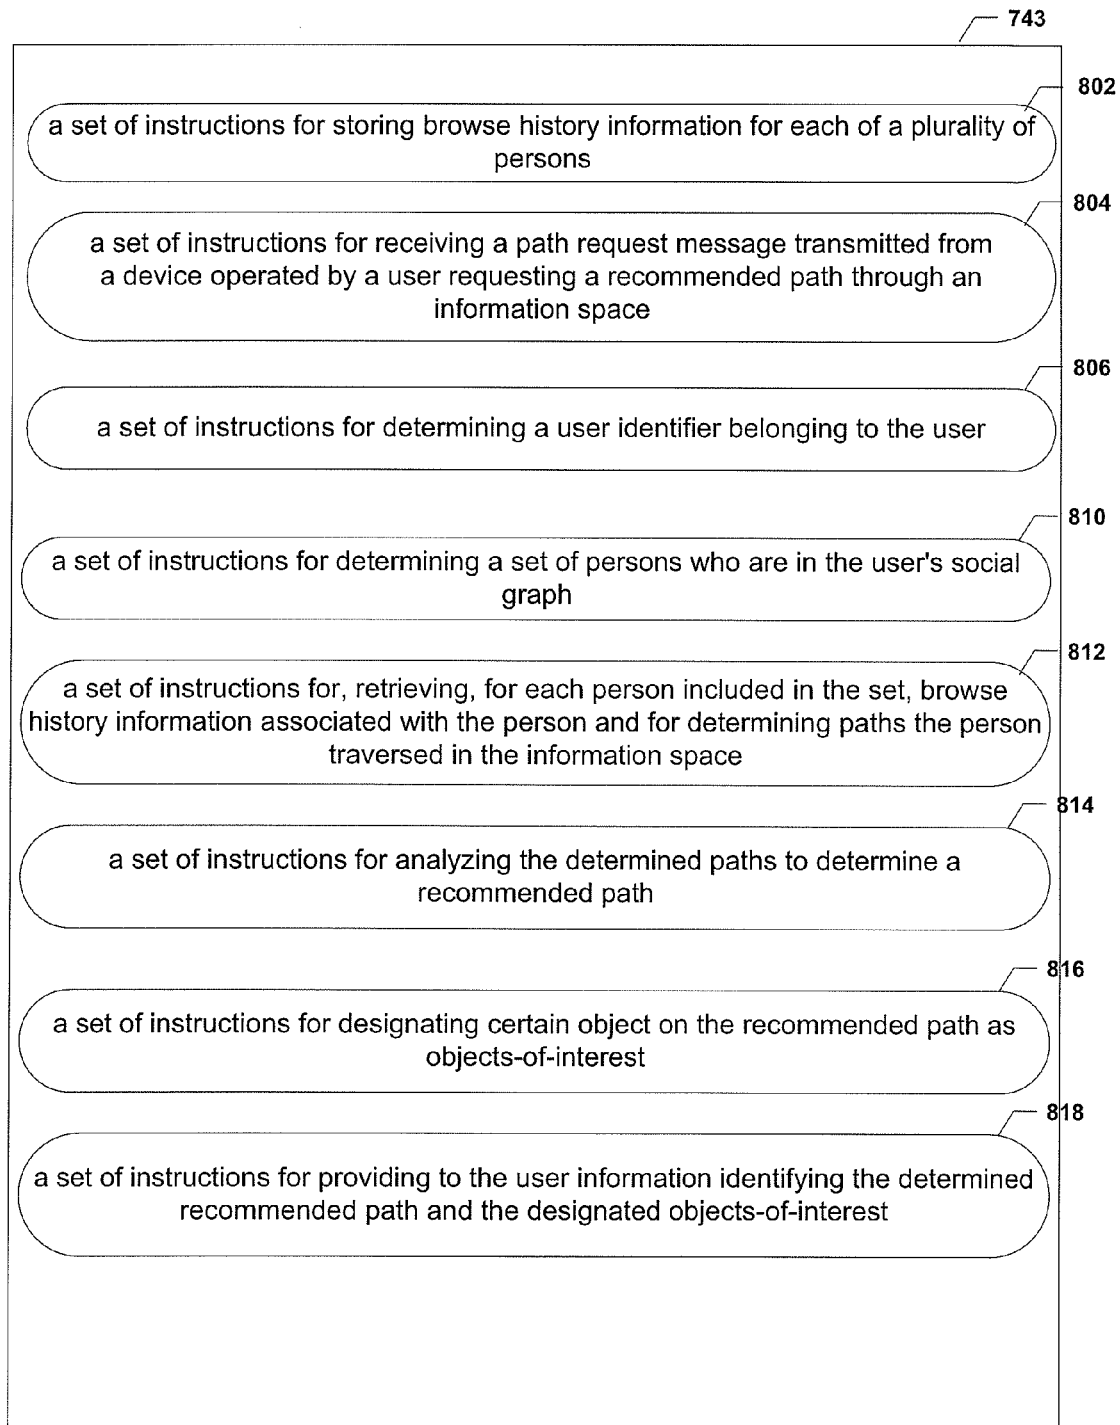 743
802
a set of instructions for storing browse history information for each of a plurality of
persons
804
a set of instructions for receiving a path request message transmitted from
a device operated by a user requesting a recommended path through an
information space
806
a set of instructions for determining a user identifier belonging to the user
810
a set of instructions for determining a set of persons who are in the user's social
graph
812
a set of instructions for, retrieving, for each person included in the set, browse
history information associated with the person and for determining paths the person
traversed in the information space
814
a set of instructions for analyzing the determined paths to determine a
recommended path
816
a set of instructions for designating certain object on the recommended path as
objects-of-interest
818
a set of instructions for providing to the user information identifying the determined
recommended path and the designated objects-of-interest